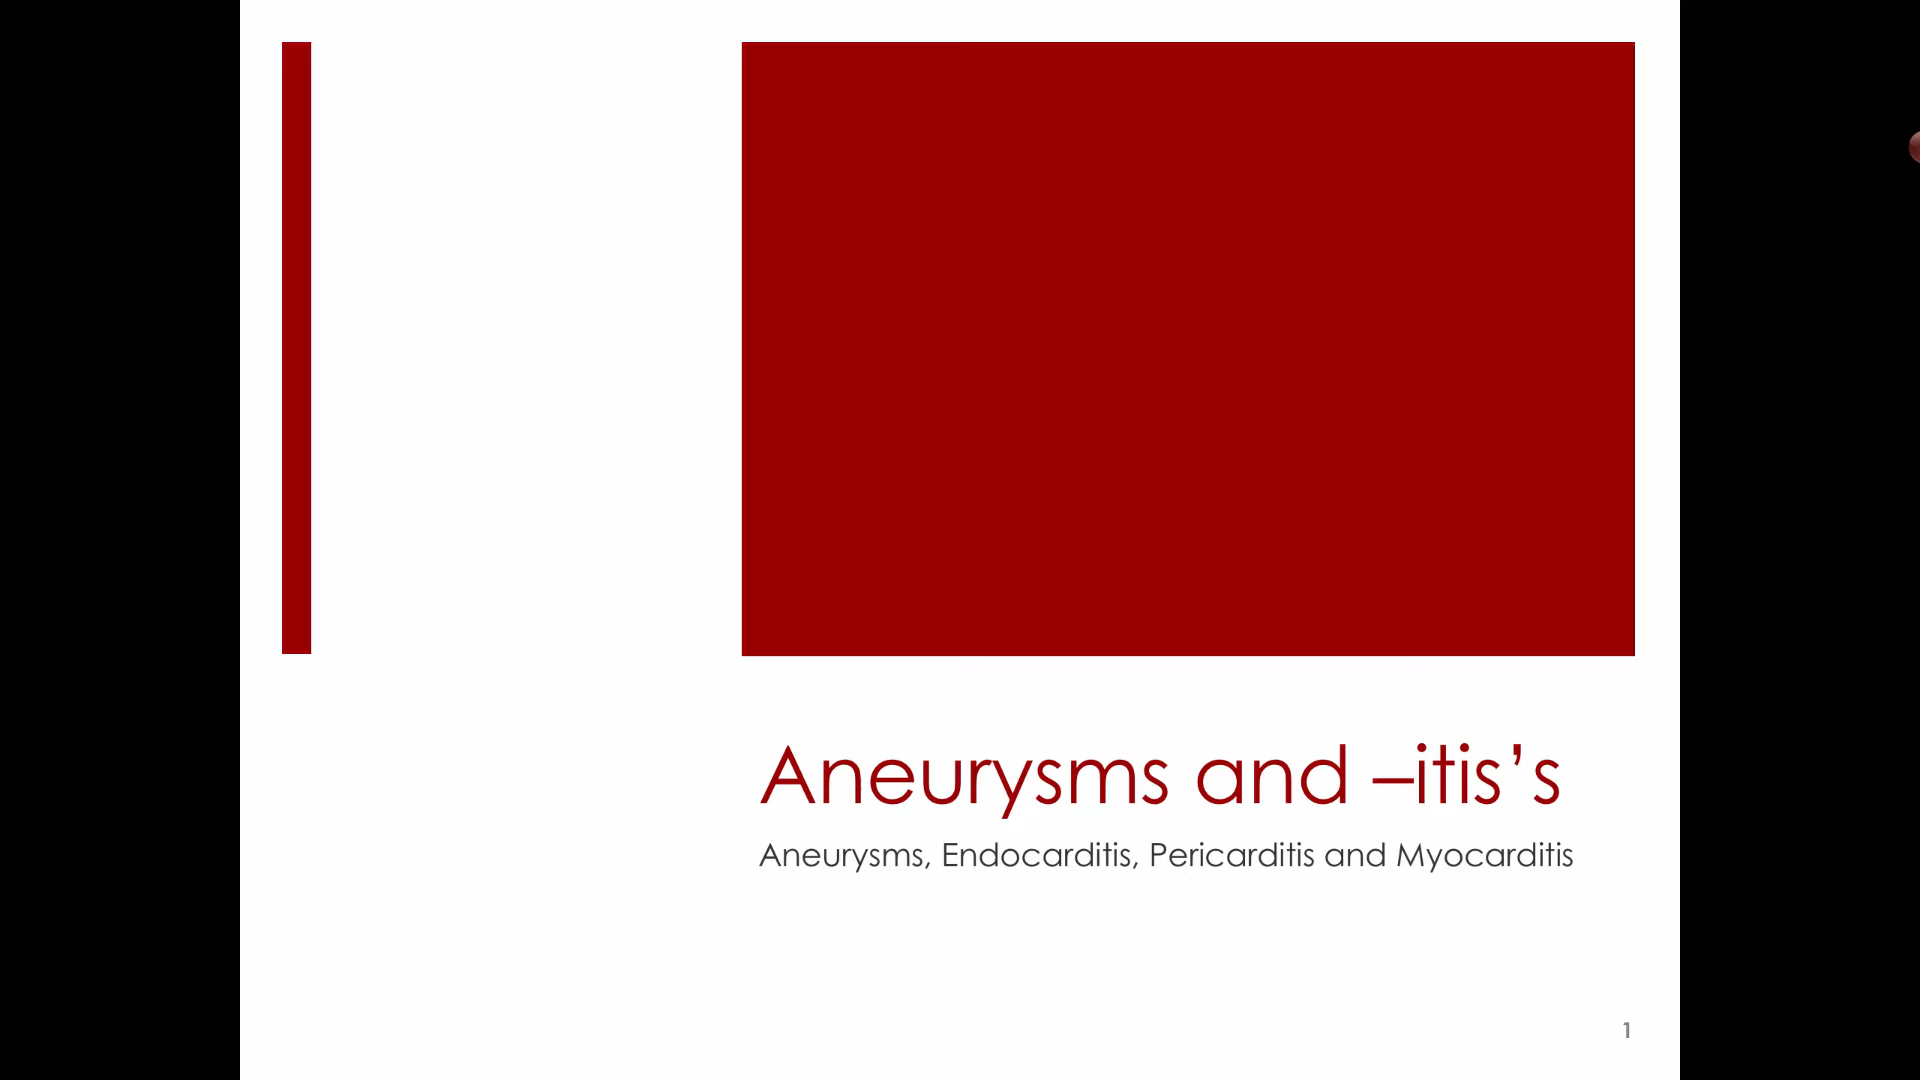 Aneurysms and –itis’s
Aneurysms, Endocarditis, Pericarditis and Myocarditis
1